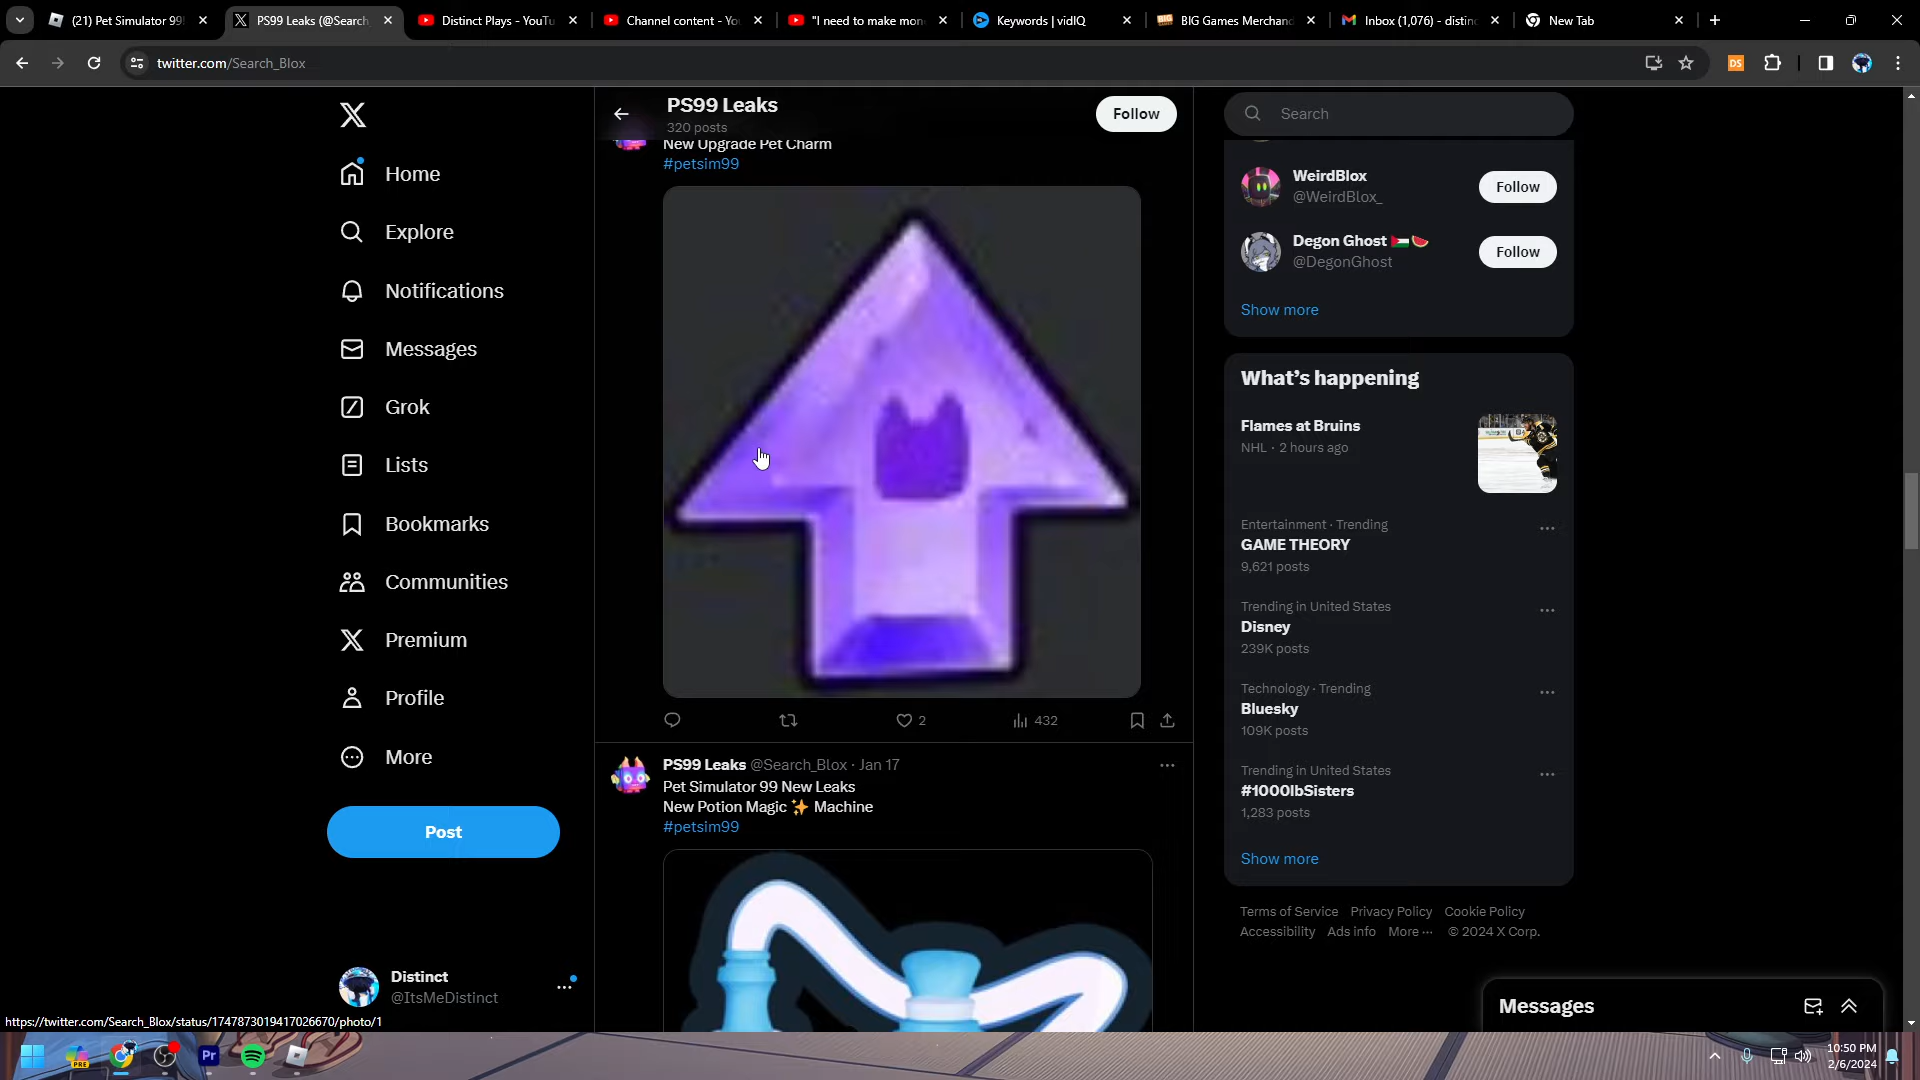 (21) Pet Simulator 99!
PS99 Leaks (@Search
Distinct Plays - YouTu
Channel content - Yo
"I need to make mon
Keywords | vidIQ
BIG Games Merchan
Inbox (1,076) - distin
New Tab
twitter.com/Search_Blox
PS99 Leaks
320 posts
Follow
Search
New Upgrade Pet Charm
#petsim99
Home
Explore
Notifications
Messages
Grok
Lists
Bookmarks
Communities
Premium
Profile
More
Post
Distinct
@ItsMeDistinct
2
432
PS99 Leaks @Search_Blox · Jan 17
Pet Simulator 99 New Leaks
New Potion Magic ✨ Machine
#petsim99
WeirdBlox
@WeirdBlox_
Follow
Degon Ghost 🇵🇸🍉
@DegonGhost
Follow
Show more
What's happening
Flames at Bruins
NHL · 2 hours ago
Entertainment · Trending
GAME THEORY
9,621 posts
Trending in United States
Disney
239K posts
Technology · Trending
Bluesky
109K posts
Trending in United States
#1000lbSisters
1,283 posts
Show more
Terms of Service Privacy Policy Cookie Policy
Accessibility Ads info More ··· © 2024 X Corp.
Messages
https://twitter.com/Search_Blox/status/1747873019417026670/photo/1
DS
PRE
Pr
10:50 PM
2/6/2024